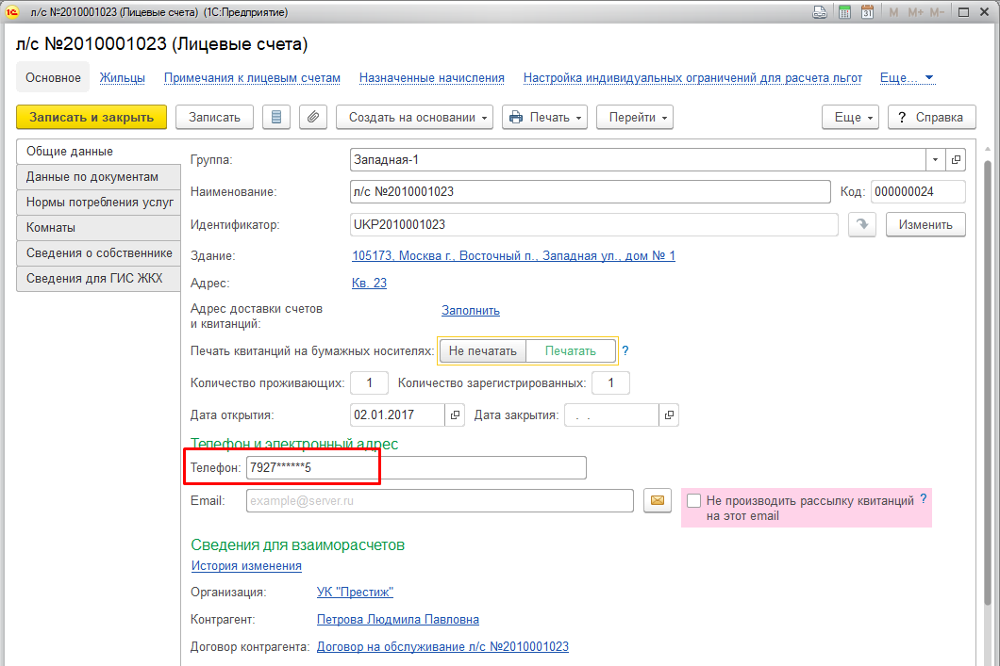 л/с №2010001023 (Лицевые счета) (1С:Предприятие)
31 M M+ M-
л/с №2010001023 (Лицевые счета)
Основное Жильцы Примечания к лицевым счетам Назначенные начисления Настройка индивидуальных ограничений для расчета льгот Еще...
Записать и закрыть Записать Создать на основании Печать Перейти Еще ? Справка
Общие данные
Данные по документам
Нормы потребления услуг
Комнаты
Сведения о собственнике
Сведения для ГИС ЖКХ
Группа: Западная-1
Наименование: л/с №2010001023 Код: 000000024
Идентификатор: UKP2010001023 Изменить
Здание: 105173, Москва г., Восточный п., Западная ул., дом № 1
Адрес: Кв. 23
Адрес доставки счетов
и квитанций: Заполнить
Печать квитанций на бумажных носителях: Не печатать Печатать ?
Количество проживающих: 1 Количество зарегистрированных: 1
Дата открытия: 02.01.2017 Дата закрытия: . .
Телефон и электронный адрес
Телефон: 7927******5
Email: example@server.ru
Не производить рассылку квитанций ?
на этот email
Сведения для взаиморасчетов
История изменения
Организация: УК "Престиж"
Контрагент: Петрова Людмила Павловна
Договор контрагента: Договор на обслуживание л/с №2010001023